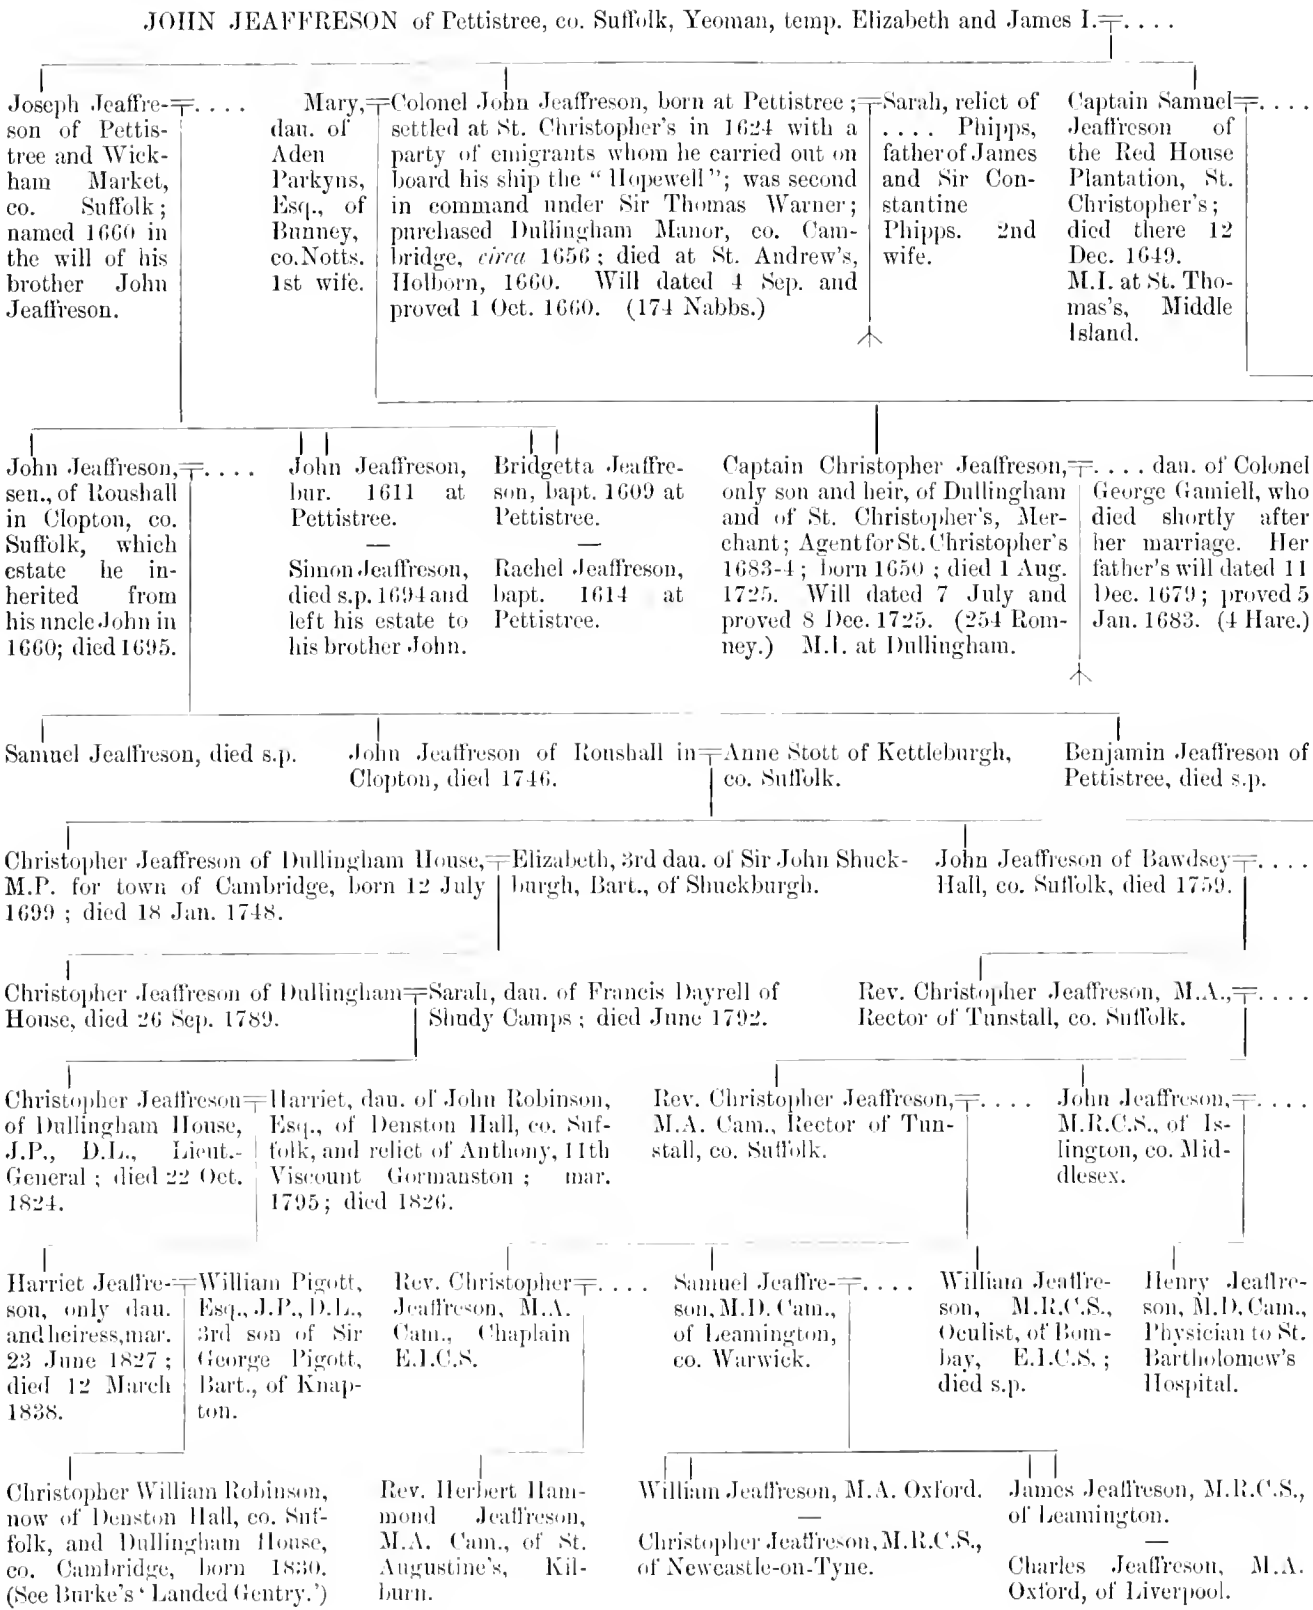 JOHN JEAFFRESON of Pettistree, co. Suffolk, Yeoman, temp. Elizabeth and James I.=. . . .
Joseph Jeaffre-=. . . .
son of Pettis-
tree and Wick-
ham Market,
co. Suffolk;
named 1660 in
the will of his
brother John
Jeaffreson.
Mary,=
dau. of
Aden
Parkyns,
Esq., of
Bunney,
co. Notts.
1st wife.
Colonel John Jeaffreson, born at Pettistree;=
settled at St. Christopher's in 1624 with a
party of emigrants whom he carried out on
board his ship the "Hopewell"; was second
in command under Sir Thomas Warner;
purchased Dullingham Manor, co. Cam-
bridge, circa 1656; died at St. Andrew's,
Holborn, 1660. Will dated 4 Sep. and
proved 1 Oct. 1660. (174 Nabbs.)
Sarah, relict of
. . . . Phipps,
father of James
and Sir Con-
stantine
Phipps. 2nd
wife.
Captain Samuel=. . . .
Jeaffreson of
the Red House
Plantation, St.
Christopher's;
died there 12
Dec. 1649.
M.I. at St. Tho-
mas's, Middle
Island.
John Jeaffreson,=. . . .
sen., of Roushall
in Clopton, co.
Suffolk, which
estate he in-
herited from
his uncle John in
1660; died 1695.
John Jeaffreson,
bur. 1611 at
Pettistree.
—
Simon Jeaffreson,
died s.p. 1694 and
left his estate to
his brother John.
Bridgetta Jeaffre-
son, bapt. 1609 at
Pettistree.
—
Rachel Jeaffreson,
bapt. 1614 at
Pettistree.
Captain Christopher Jeaffreson,=
only son and heir, of Dullingham
and of St. Christopher's, Mer-
chant; Agent for St. Christopher's
1683-4; born 1650; died 1 Aug.
1725. Will dated 7 July and
proved 8 Dec. 1725. (254 Rom-
ney.) M.I. at Dullingham.
. . . . dau. of Colonel
George Gamiell, who
died shortly after
her marriage. Her
father's will dated 11
Dec. 1679; proved 5
Jan. 1683. (4 Hare.)
Samuel Jeaffreson, died s.p.
John Jeaffreson of Roushall in=
Clopton, died 1746.
Anne Stott of Kettleburgh,
co. Suffolk.
Benjamin Jeaffreson of
Pettistree, died s.p.
Christopher Jeaffreson of Dullingham House,=
M.P. for town of Cambridge, born 12 July
1699; died 18 Jan. 1748.
Elizabeth, 3rd dau. of Sir John Shuck-
burgh, Bart., of Shuckburgh.
John Jeaffreson of Bawdsey=. . . .
Hall, co. Suffolk, died 1759.
Christopher Jeaffreson of Dullingham=
House, died 26 Sep. 1789.
Sarah, dau. of Francis Dayrell of
Shudy Camps; died June 1792.
Rev. Christopher Jeaffreson, M.A.,=. . . .
Rector of Tunstall, co. Suffolk.
Christopher Jeaffreson=
of Dullingham House,
J.P., D.L., Lieut.-
General; died 22 Oct.
1824.
Harriet, dau. of John Robinson,
Esq., of Denston Hall, co. Suf-
folk, and relict of Anthony, 11th
Viscount Gormanston; mar.
1795; died 1826.
Rev. Christopher Jeaffreson,=. . . .
M.A. Cam., Rector of Tun-
stall, co. Suffolk.
John Jeaffreson,=. . . .
M.R.C.S., of Is-
lington, co. Mid-
dlesex.
Harriet Jeaffre-=
son, only dau.
and heiress, mar.
23 June 1827;
died 12 March
1838.
William Pigott,
Esq., J.P., D.L.,
3rd son of Sir
George Pigott,
Bart., of Knap-
ton.
Rev. Christopher=. . . .
Jeaffreson, M.A.
Cam., Chaplain
E.I.C.S.
Samuel Jeaffre-=. . . .
son, M.D. Cam.,
of Leamington,
co. Warwick.
William Jeaffre-
son, M.R.C.S.,
Oculist, of Bom-
bay, E.I.C.S.;
died s.p.
Henry Jeaffre-
son, M.D. Cam.,
Physician to St.
Bartholomew's
Hospital.
Christopher William Robinson,
now of Denston Hall, co. Suf-
folk, and Dullingham House,
co. Cambridge, born 1830.
(See Burke's 'Landed Gentry.')
Rev. Herbert Ham-
mond Jeaffreson,
M.A. Cam., of St.
Augustine's, Kil-
burn.
William Jeaffreson, M.A. Oxford.
—
Christopher Jeaffreson, M.R.C.S.,
of Newcastle-on-Tyne.
James Jeaffreson, M.R.C.S.,
of Leamington.
—
Charles Jeaffreson, M.A.
Oxford, of Liverpool.